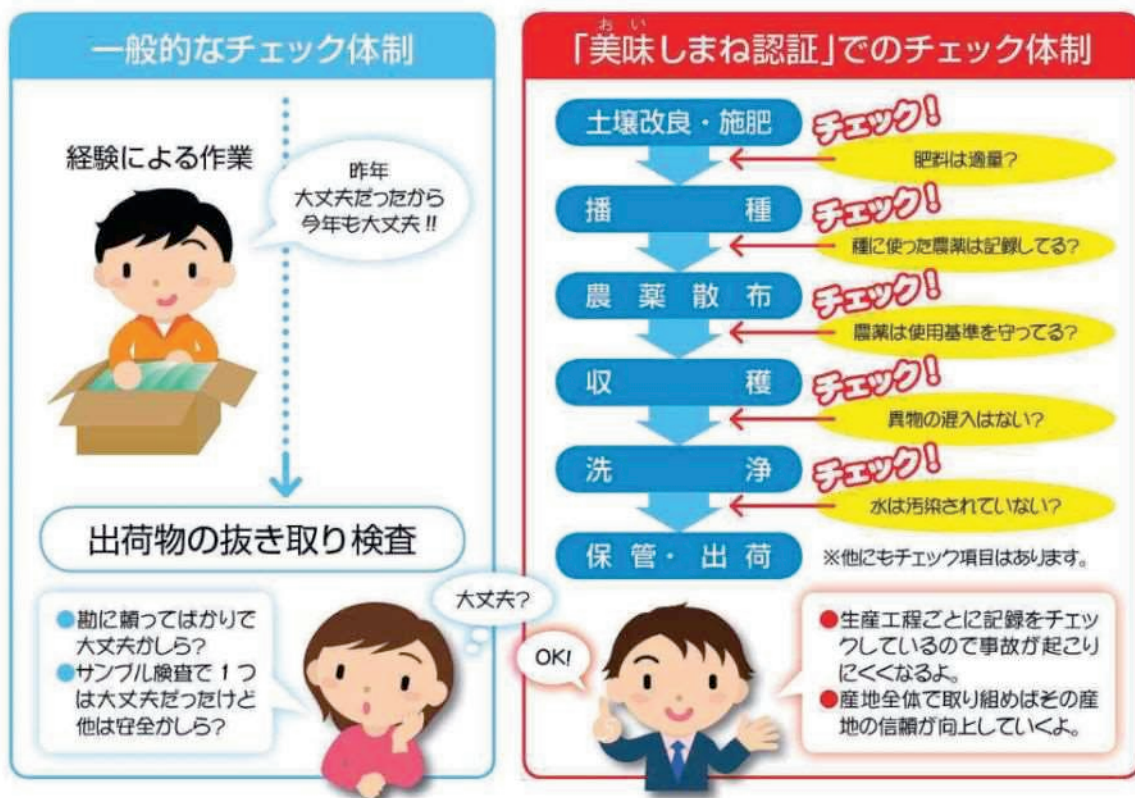 一般的なチェック体制
経験による作業
昨年
大丈夫だったから
今年も大丈夫!!
出荷物の抜き取り検査
●勘に頼ってばかりで
大丈夫かしら?
●サンプル検査で1つ
は大丈夫だったけど
他は安全かしら?
大丈夫?
おい
「美味しまね認証」でのチェック体制
土壌改良・施肥
チェック!
肥料は適量?
播種
チェック!
種に使った農薬は記録してる?
農薬散布
チェック!
農薬は使用基準を守ってる?
収穫
チェック!
異物の混入はない?
洗浄
チェック!
水は汚染されていない?
保管・出荷
※他にもチェック項目はあります。
OK!
●生産工程ごとに記録をチェッ
クしているので事故が起こり
にくくなるよ。
●産地全体で取り組めばその産
地の信頼が向上していくよ。